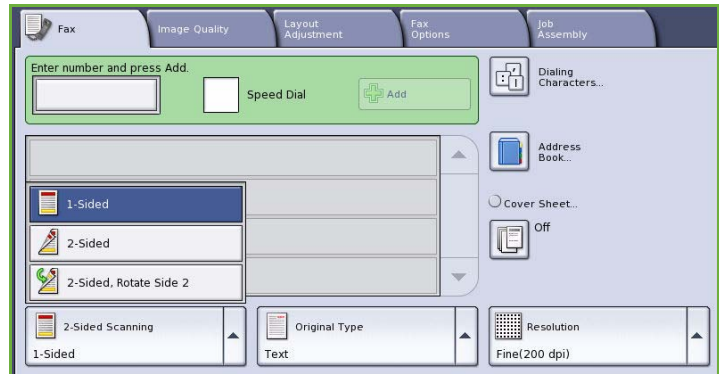 Fax
Image Quality
Layout
Adjustment
Fax
Options
Job
Assembly
Enter number and press Add.
Speed Dial
Add
Dialing
Characters...
Address
Book...
Cover Sheet...
Off
1-Sided
2-Sided
2-Sided, Rotate Side 2
2-Sided Scanning
1-Sided
Original Type
Text
Resolution
Fine(200 dpi)